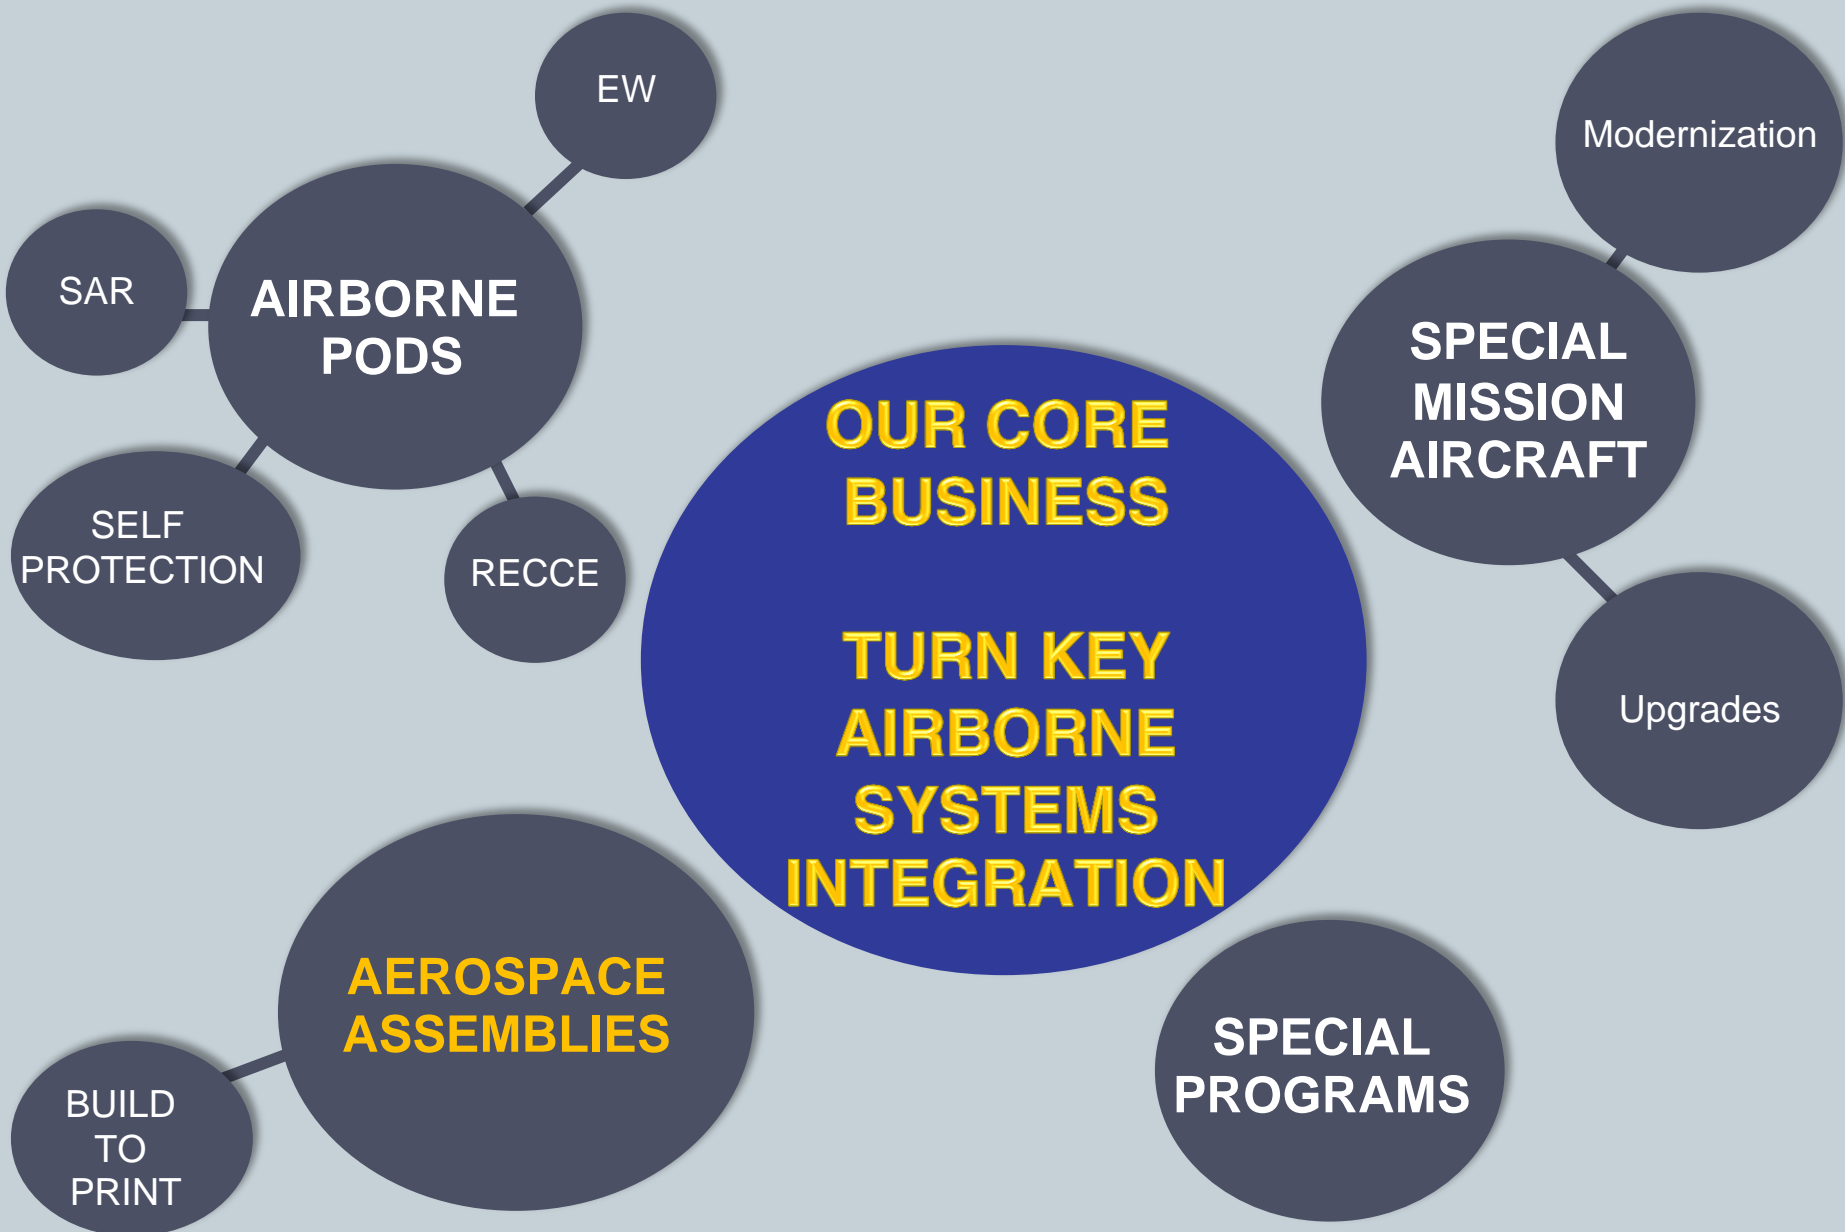 EW
SAR
AIRBORNE
PODS
SELF
PROTECTION
RECCE
OUR CORE
BUSINESS
TURN KEY
AIRBORNE
SYSTEMS
INTEGRATION
Modernization
SPECIAL
MISSION
AIRCRAFT
Upgrades
AEROSPACE
ASSEMBLIES
BUILD
TO
PRINT
SPECIAL
PROGRAMS